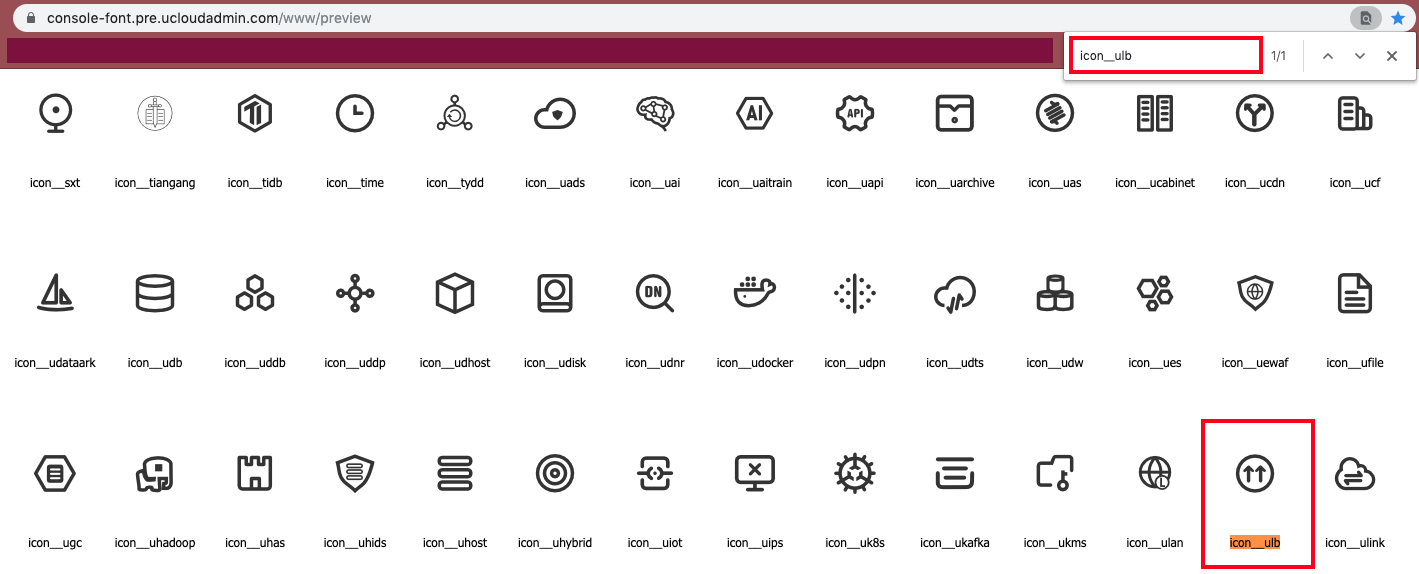 console-font.pre.ucloudadmin.com/www/preview
icon__ulb 1/1
TI AI API
icon__sxt icon__tiangang icon__tidb icon__time icon__tydd icon__uads icon__uai icon__uaitrain icon__uapi icon__uarchive icon__uas icon__ucabinet icon__ucdn icon__ucf
DN
icon__udataark icon__udb icon__uddb icon__uddp icon__udhost icon__udisk icon__udnr icon__udocker icon__udpn icon__udts icon__udw icon__ues icon__uewaf icon__ufile
L
icon__ugc icon__uhadoop icon__uhas icon__uhids icon__uhost icon__uhybrid icon__uiot icon__uips icon__uk8s icon__ukafka icon__ukms icon__ulan icon__ulb icon__ulink